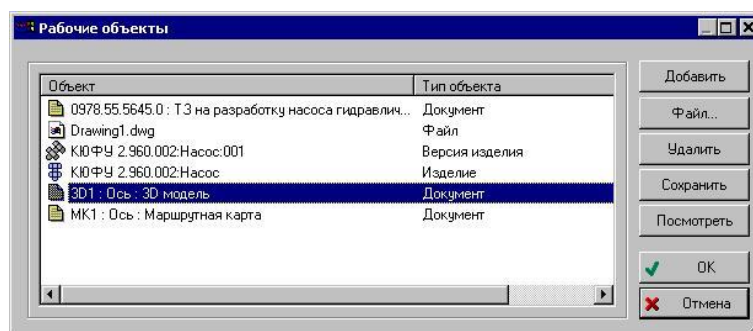 Рабочие объекты
Объект Тип объекта
0978.55.5645.0 : ТЗ на разработку насоса гидравлич... Документ
Drawing1.dwg Файл
КЮФУ 2.960.002:Насос:001 Версия изделия
КЮФУ 2.960.002:Насос Изделие
3D1 : Ось : 3D модель Документ
МК1 : Ось : Маршрутная карта Документ
Добавить
Файл...
Удалить
Сохранить
Посмотреть
OK
Отмена